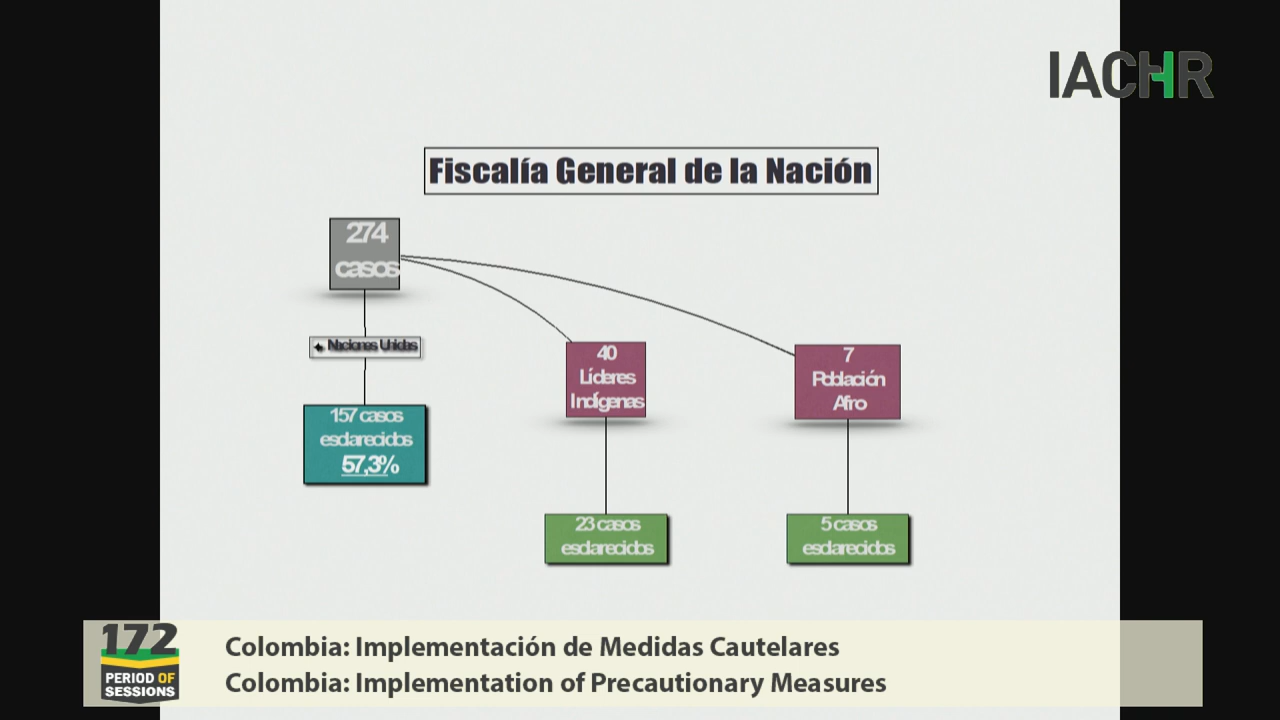 IACHR
Fiscalía General de la Nación
274
casos
Naciones Unidas
157 casos
esclarecidos
57,3%
40
Líderes
Indígenas
7
Población
Afro
23 casos
esclarecidos
5 casos
esclarecidos
172
PERIOD OF
SESSIONS
Colombia: Implementación de Medidas Cautelares
Colombia: Implementation of Precautionary Measures